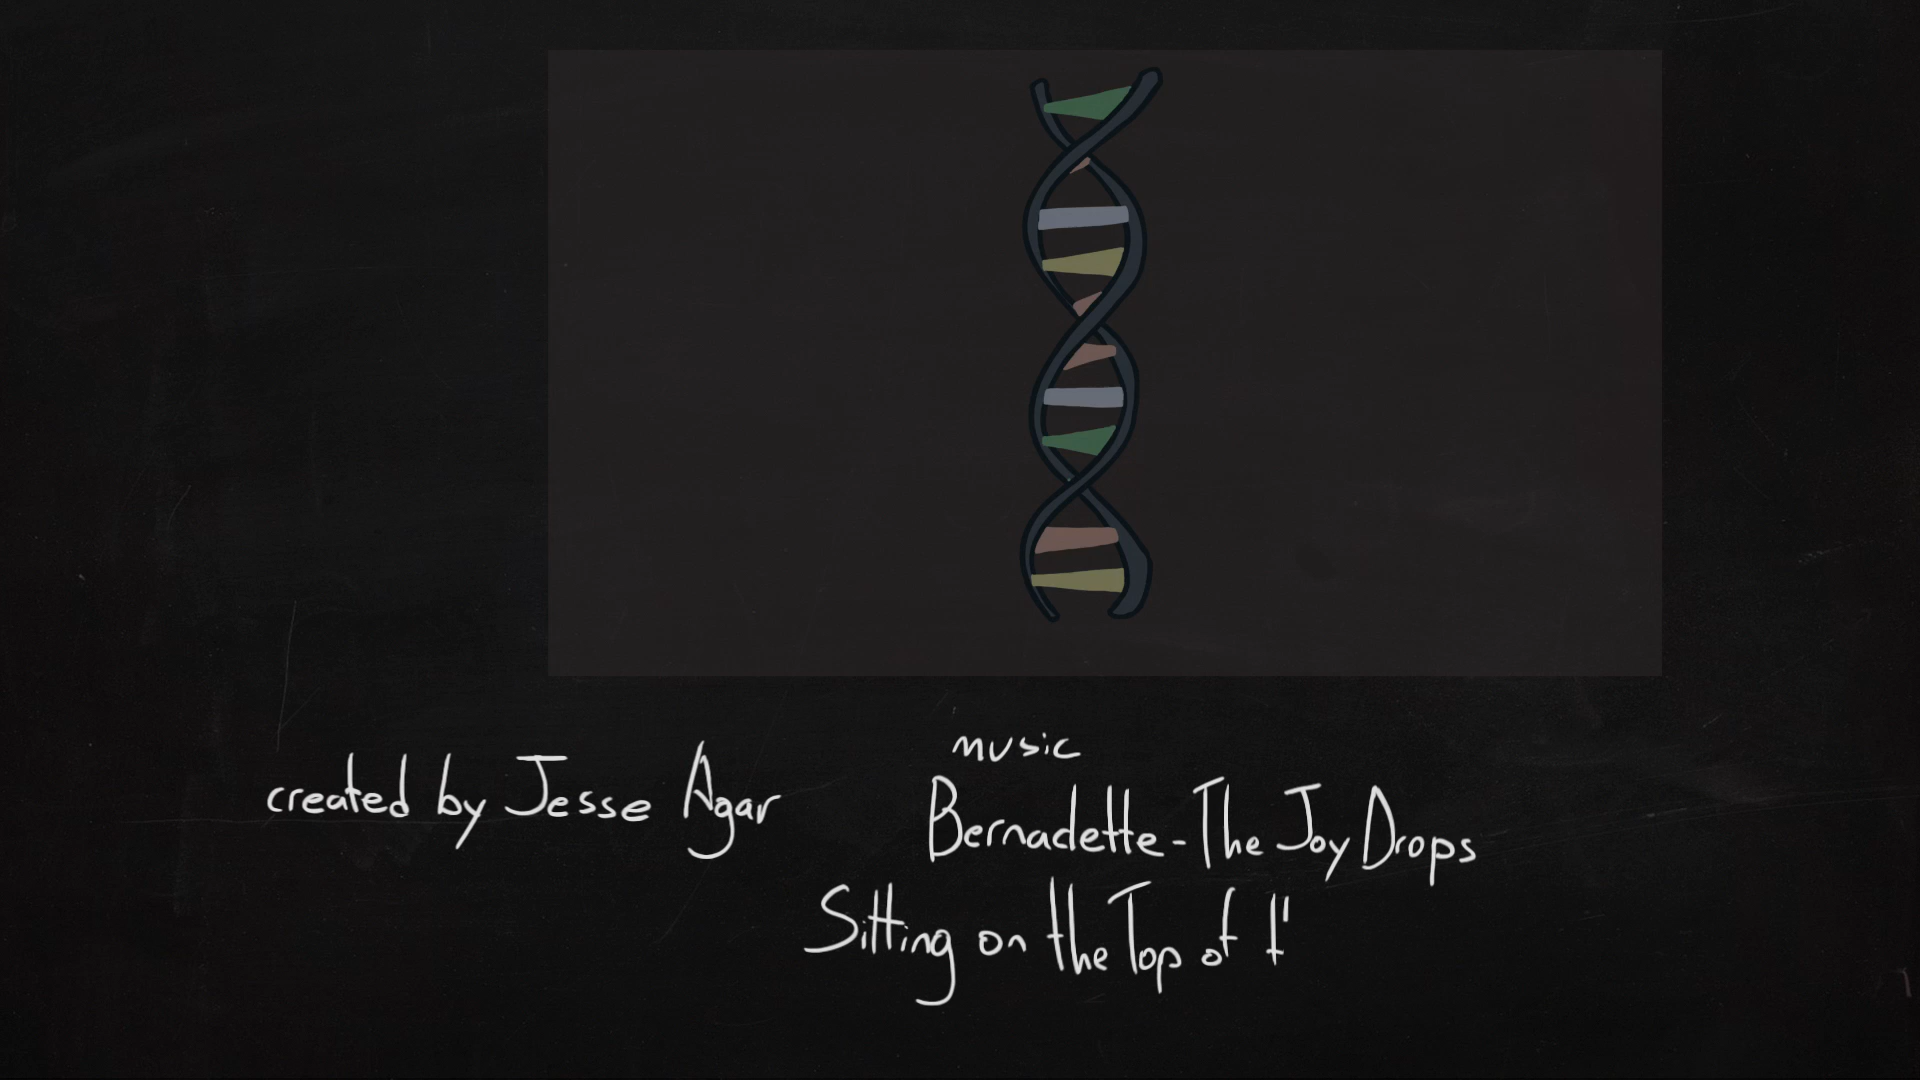 created by Jesse Agar
music
Bernadette - The Joy Drops
Sitting on the Top of t